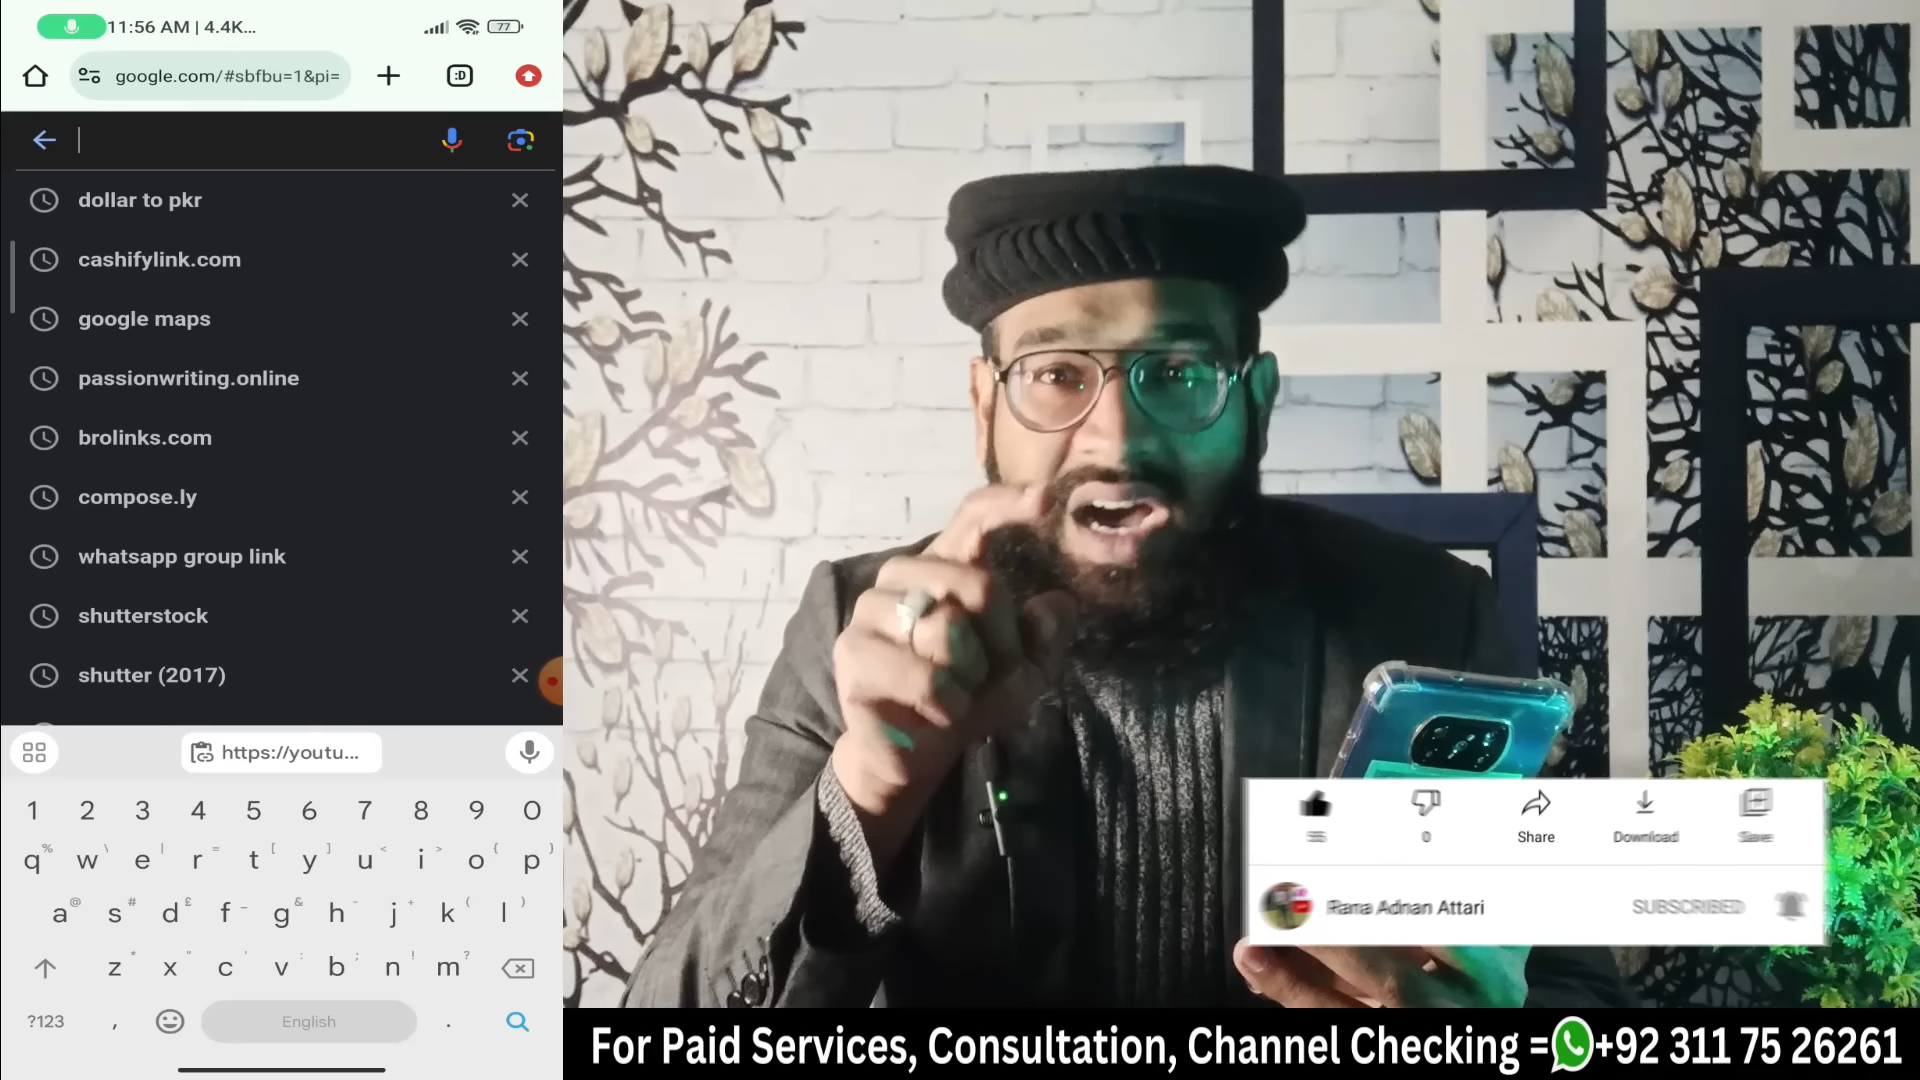 11:56 AM | 4.4K...
77
google.com/#sbfbu=1&pi=
:D
dollar to pkr
cashifylink.com
google maps
passionwriting.online
brolinks.com
compose.ly
whatsapp group link
shutterstock
shutter (2017)
https://youtu...
1 2 3 4 5 6 7 8 9 0
q w e r t y u i o p
a s d f g h j k l
z x c v b n m
?123 , English .
0 Share Download Save
Rana Adnan Attari SUBSCRIBED
For Paid Services, Consultation, Channel Checking =+92 311 75 26261